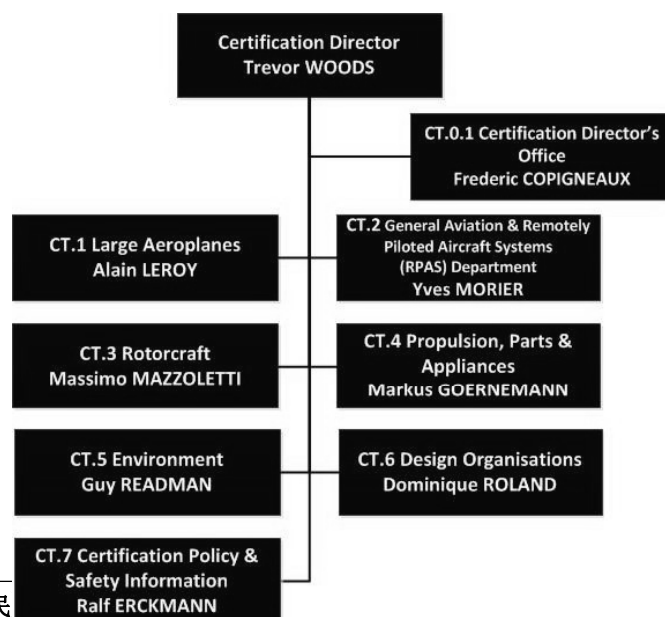 Certification Director
Trevor WOODS
CT.0.1 Certification Director's
Office
Frederic COPIGNEAUX
CT.1 Large Aeroplanes
Alain LEROY
CT.2 General Aviation & Remotely
Piloted Aircraft Systems
(RPAS) Department
Yves MORIER
CT.3 Rotorcraft
Massimo MAZZOLETTI
CT.4 Propulsion, Parts &
Appliances
Markus GOERNEMANN
CT.5 Environment
Guy READMAN
CT.6 Design Organisations
Dominique ROLAND
CT.7 Certification Policy &
Safety Information
Ralf ERCKMANN
民